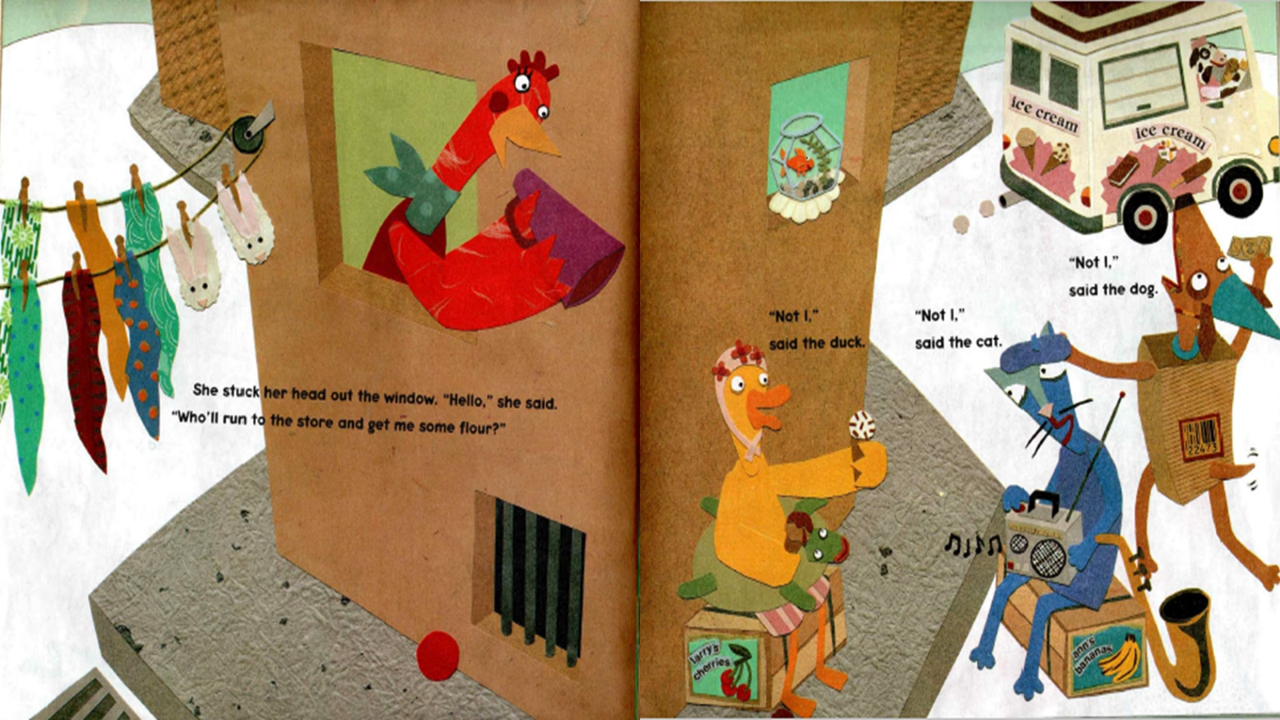 She stuck her head out the window. “Hello,” she said.
“Who’ll run to the store and get me some flour?”
“Not I,”
said the duck.
“Not I,”
said the cat.
“Not I,”
said the dog.
ice cream
ice cream
larry's
cherries
ann's
bananas
22473